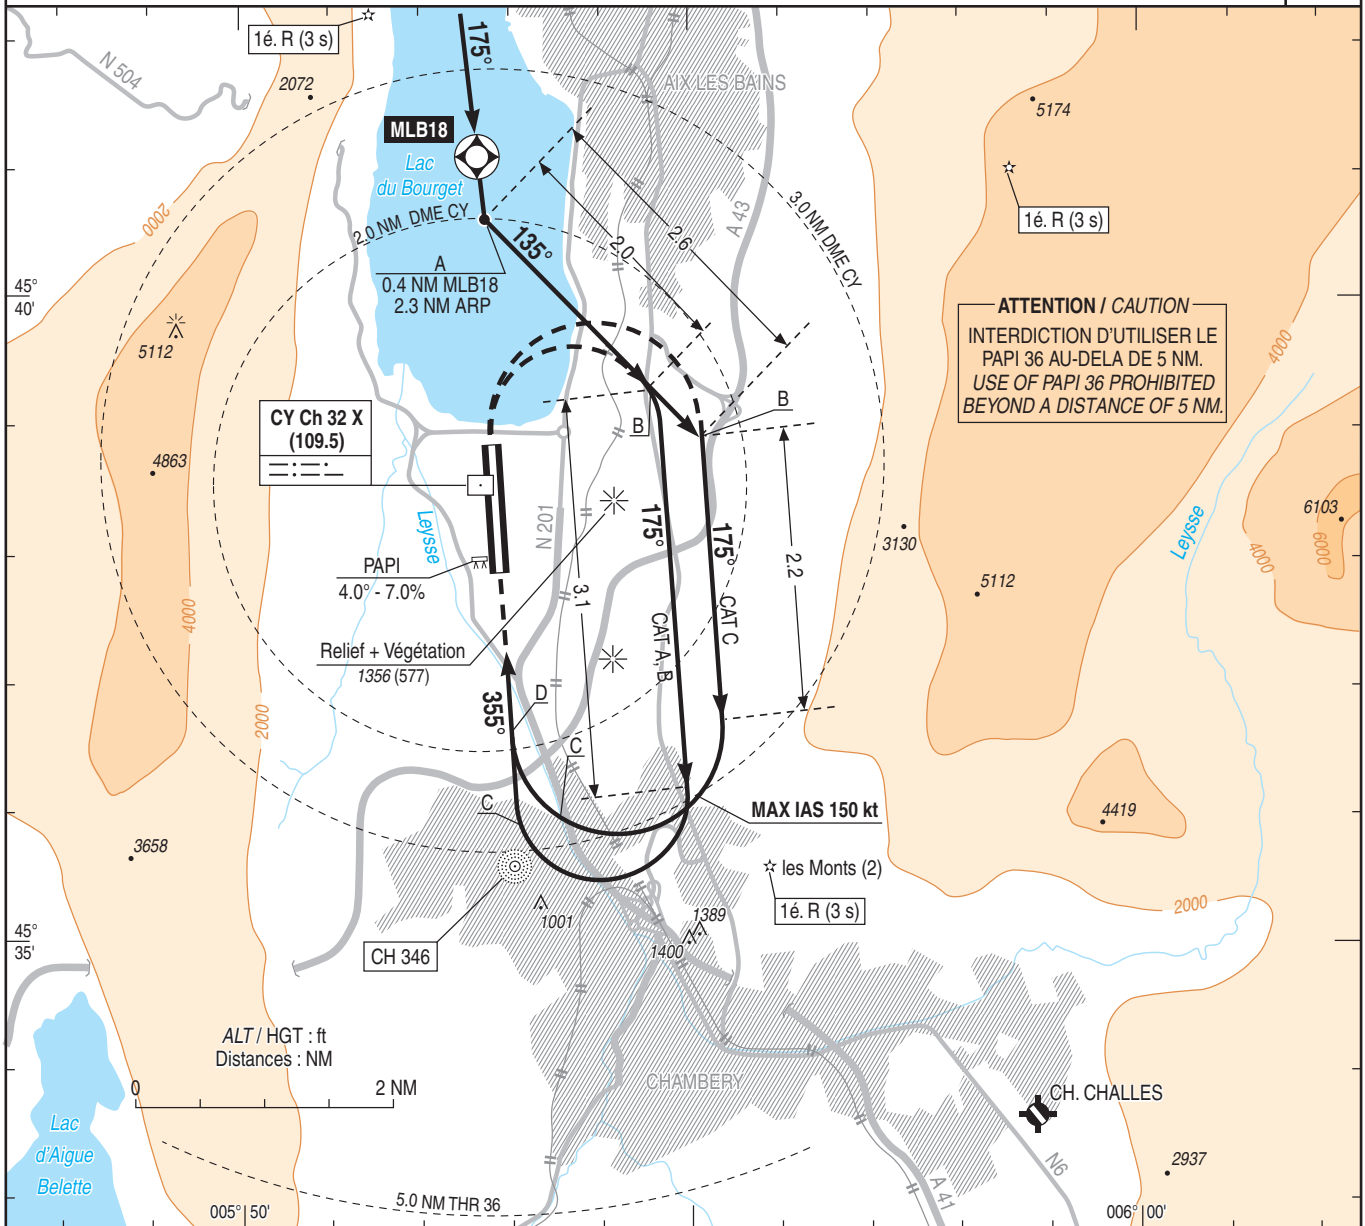 1é. R (3 s)
175°
N 504
2072
AIX LES BAINS
5174
MLB18
Lac
du Bourget
1é. R (3 s)
2000
2.0 NM DME CY
3.0 NM DME CY
A 43
135°
2.0
2.6
A
0.4 NM MLB18
2.3 NM ARP
45°
40'
ATTENTION / CAUTION
INTERDICTION D'UTILISER LE
PAPI 36 AU-DELA DE 5 NM.
USE OF PAPI 36 PROHIBITED
BEYOND A DISTANCE OF 5 NM.
4000
5112
CY Ch 32 X
(109.5)
B
B
4863
6103
6000
4000
Leysse
Leysse
N 201
175°
175°
3130
2.2
5112
PAPI
4.0° - 7.0%
3.1
CAT A, B
CAT C
4000
Relief + Végétation
1356 (577)
355°
D
2000
C
C
MAX IAS 150 kt
4419
3658
les Monts (2)
1é. R (3 s)
2000
1001
1389
1400
CH 346
45°
35'
ALT / HGT : ft
Distances : NM
0
2 NM
CHAMBERY
CH. CHALLES
Lac
d'Aigue
Belette
N6
2937
A 41
5.0 NM THR 36
005° 50'
006° 00'